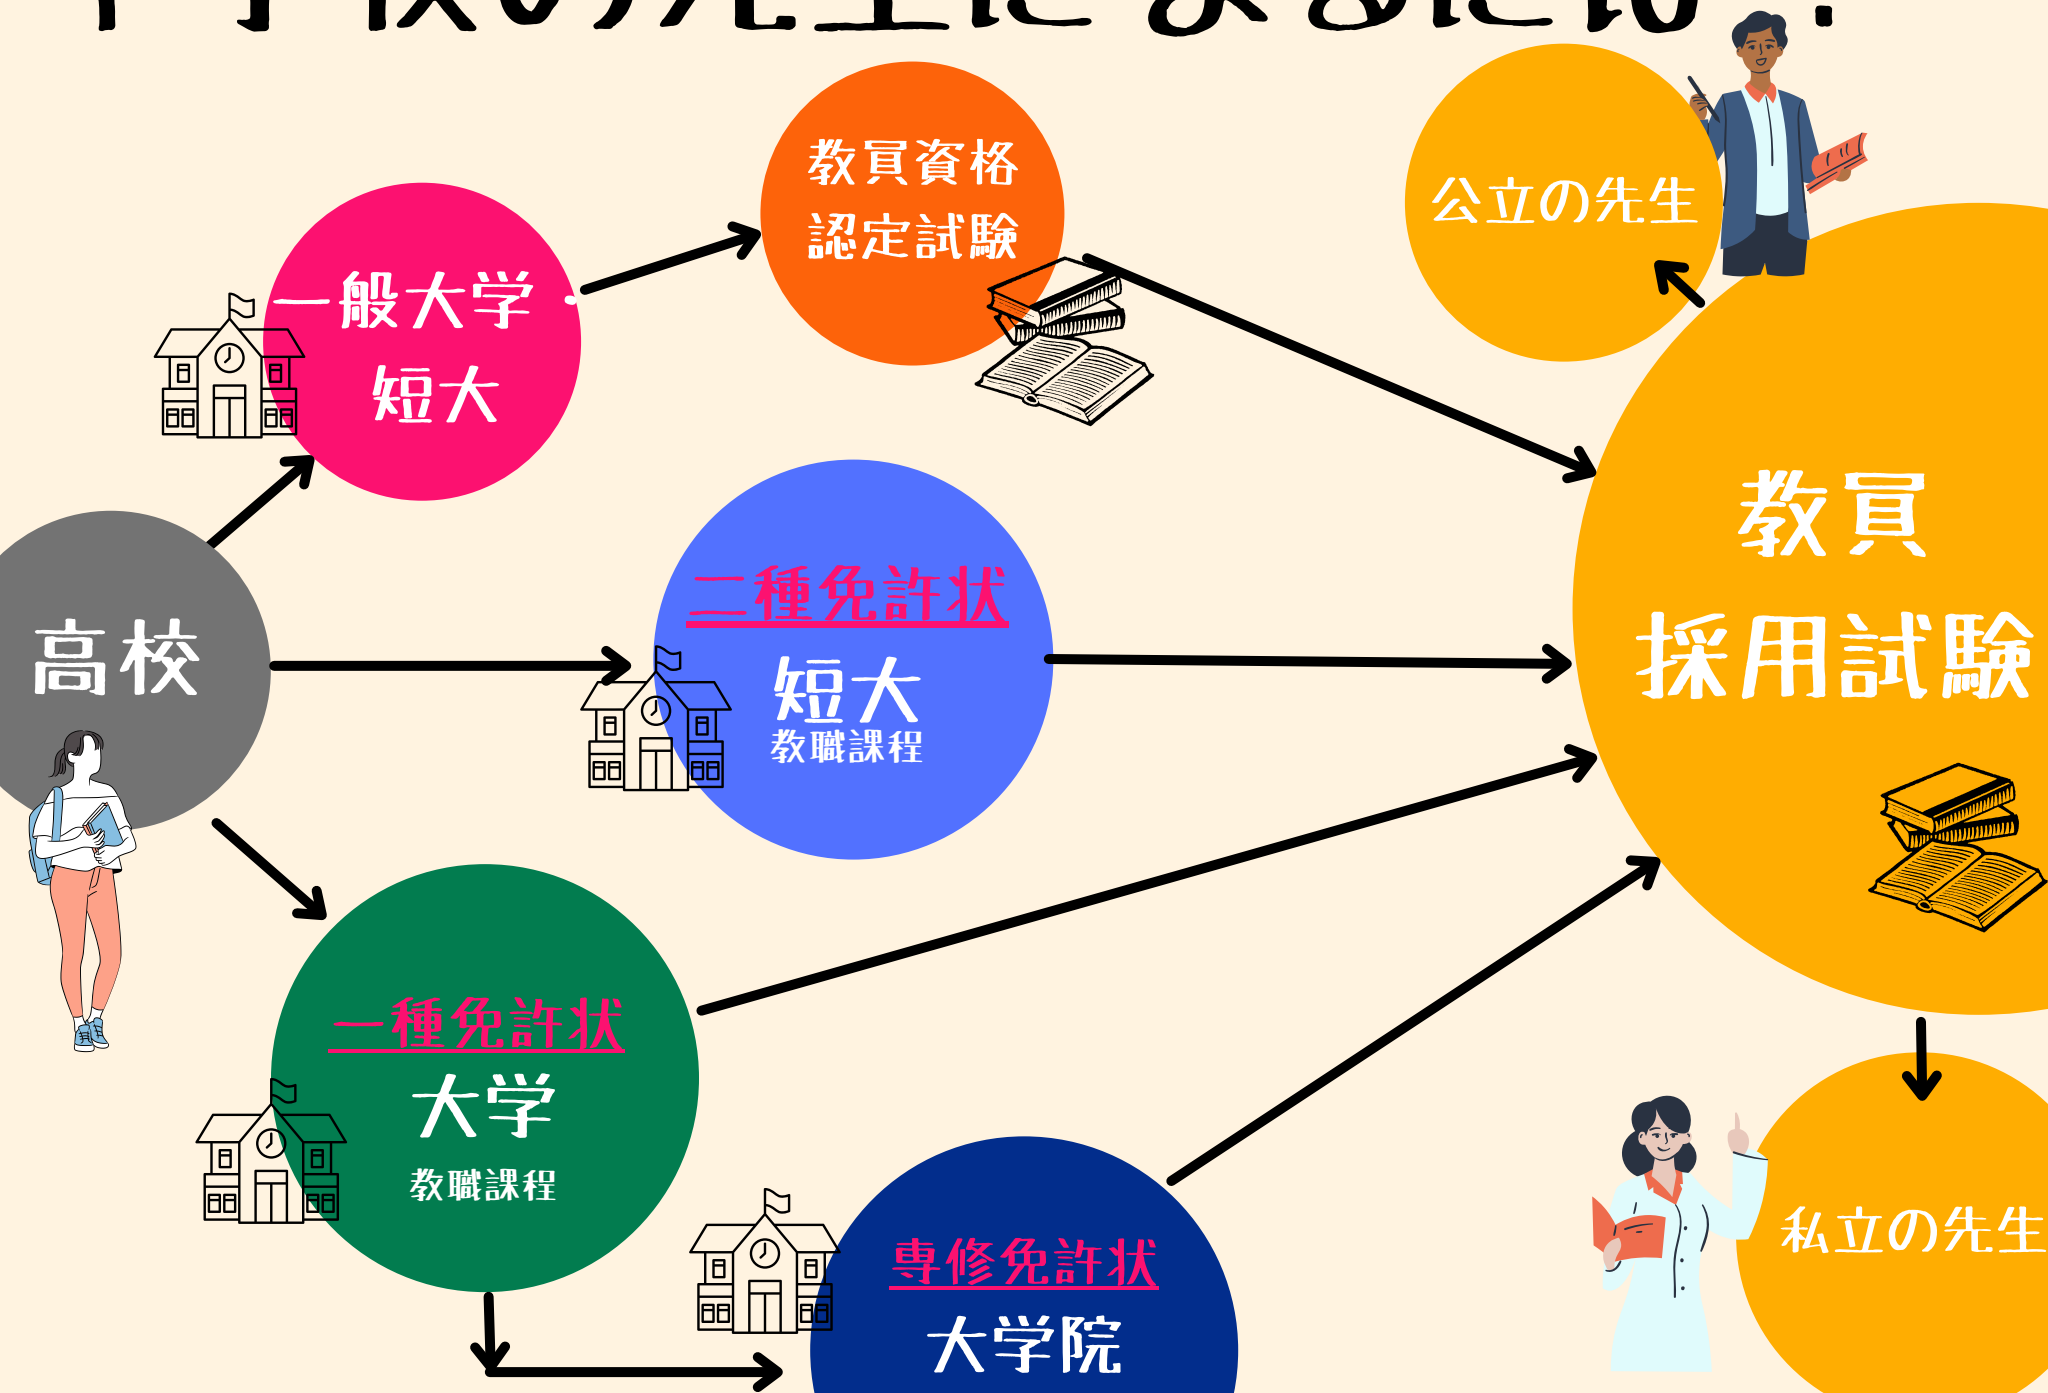 公立の先生
教員資格
認定試験
一般大学・
短大
教員
採用試験
二種免許状
短大
教職課程
高校
一種免許状
大学
教職課程
専修免許状
大学院
私立の先生